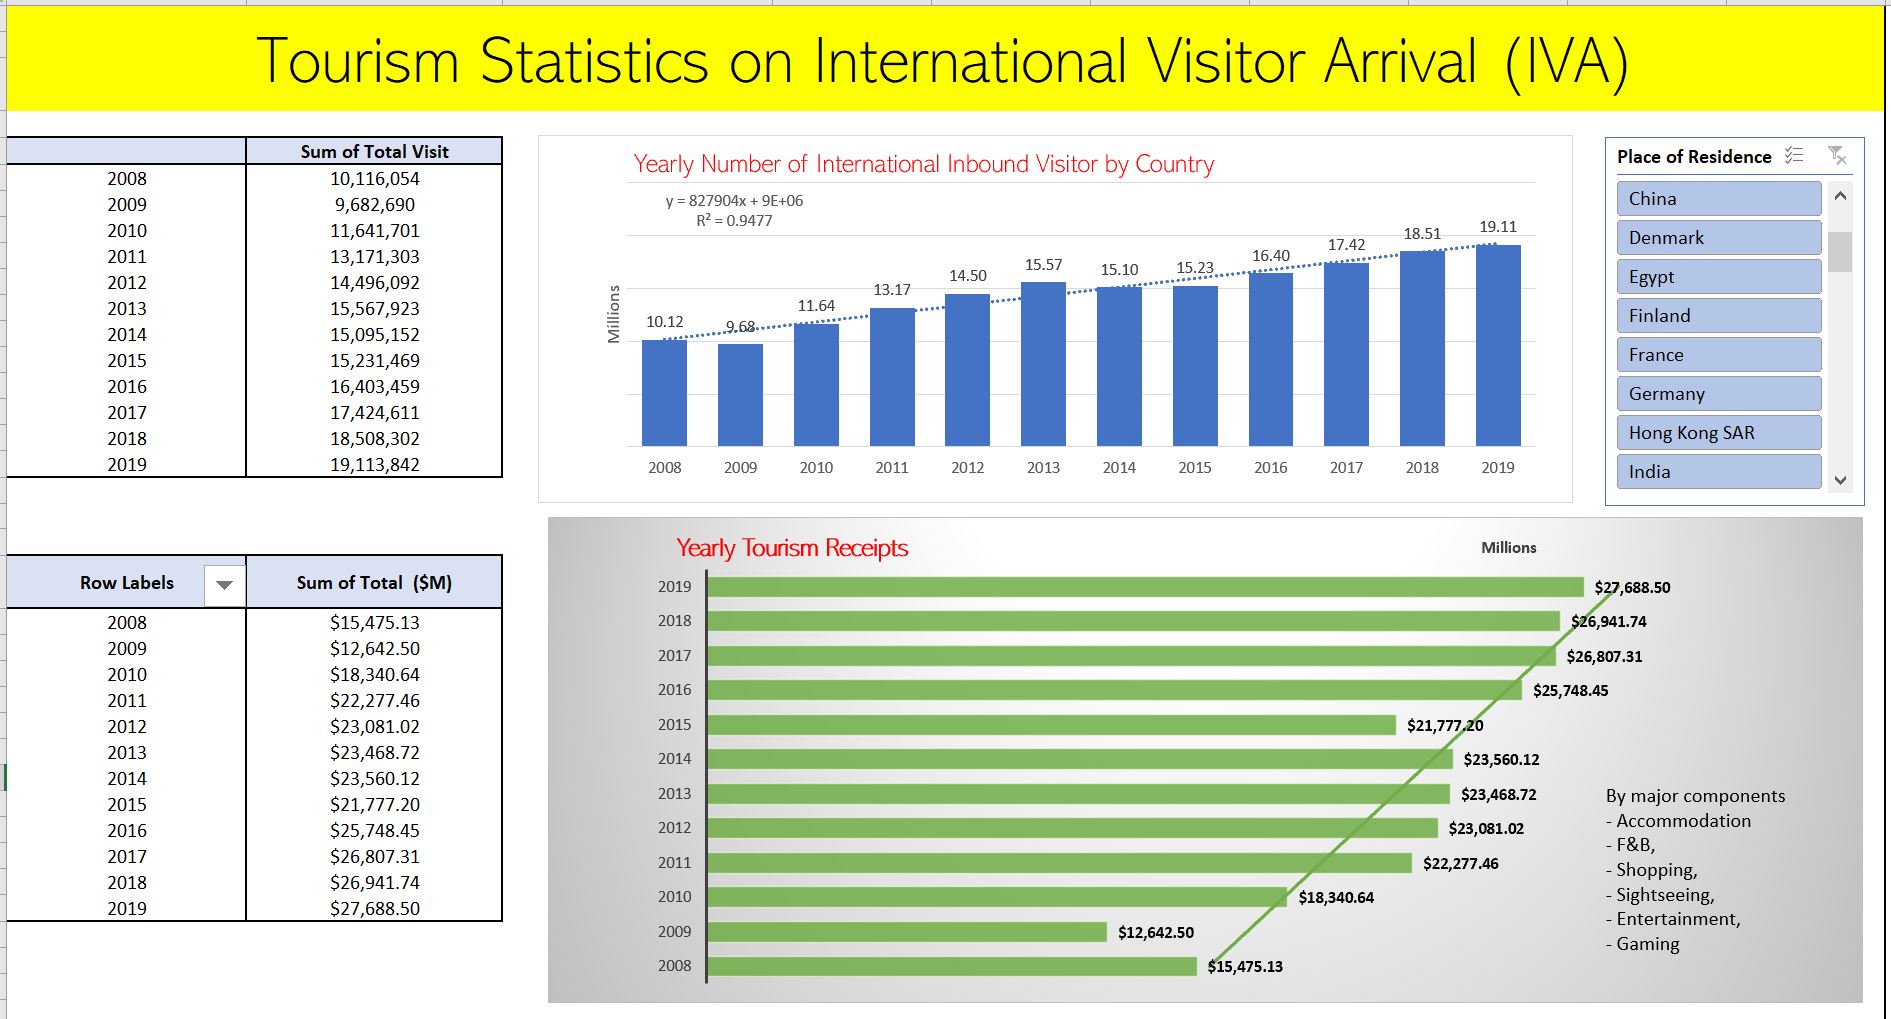 Tourism Statistics on International Visitor Arrival (IVA)
Sum of Total Visit
2008 10,116,054
2009 9,682,690
2010 11,641,701
2011 13,171,303
2012 14,496,092
2013 15,567,923
2014 15,095,152
2015 15,231,469
2016 16,403,459
2017 17,424,611
2018 18,508,302
2019 19,113,842
Yearly Number of International Inbound Visitor by Country
y = 827904x + 9E+06
R² = 0.9477
Millions
10.12 9.68 11.64 13.17 14.50 15.57 15.10 15.23 16.40 17.42 18.51 19.11
2008 2009 2010 2011 2012 2013 2014 2015 2016 2017 2018 2019
Place of Residence
China
Denmark
Egypt
Finland
France
Germany
Hong Kong SAR
India
Row Labels Sum of Total ($M)
2008 $15,475.13
2009 $12,642.50
2010 $18,340.64
2011 $22,277.46
2012 $23,081.02
2013 $23,468.72
2014 $23,560.12
2015 $21,777.20
2016 $25,748.45
2017 $26,807.31
2018 $26,941.74
2019 $27,688.50
Yearly Tourism Receipts
Millions
2019 $27,688.50
2018 $26,941.74
2017 $26,807.31
2016 $25,748.45
2015 $21,777.20
2014 $23,560.12
2013 $23,468.72
2012 $23,081.02
2011 $22,277.46
2010 $18,340.64
2009 $12,642.50
2008 $15,475.13
By major components
- Accommodation
- F&B,
- Shopping,
- Sightseeing,
- Entertainment,
- Gaming